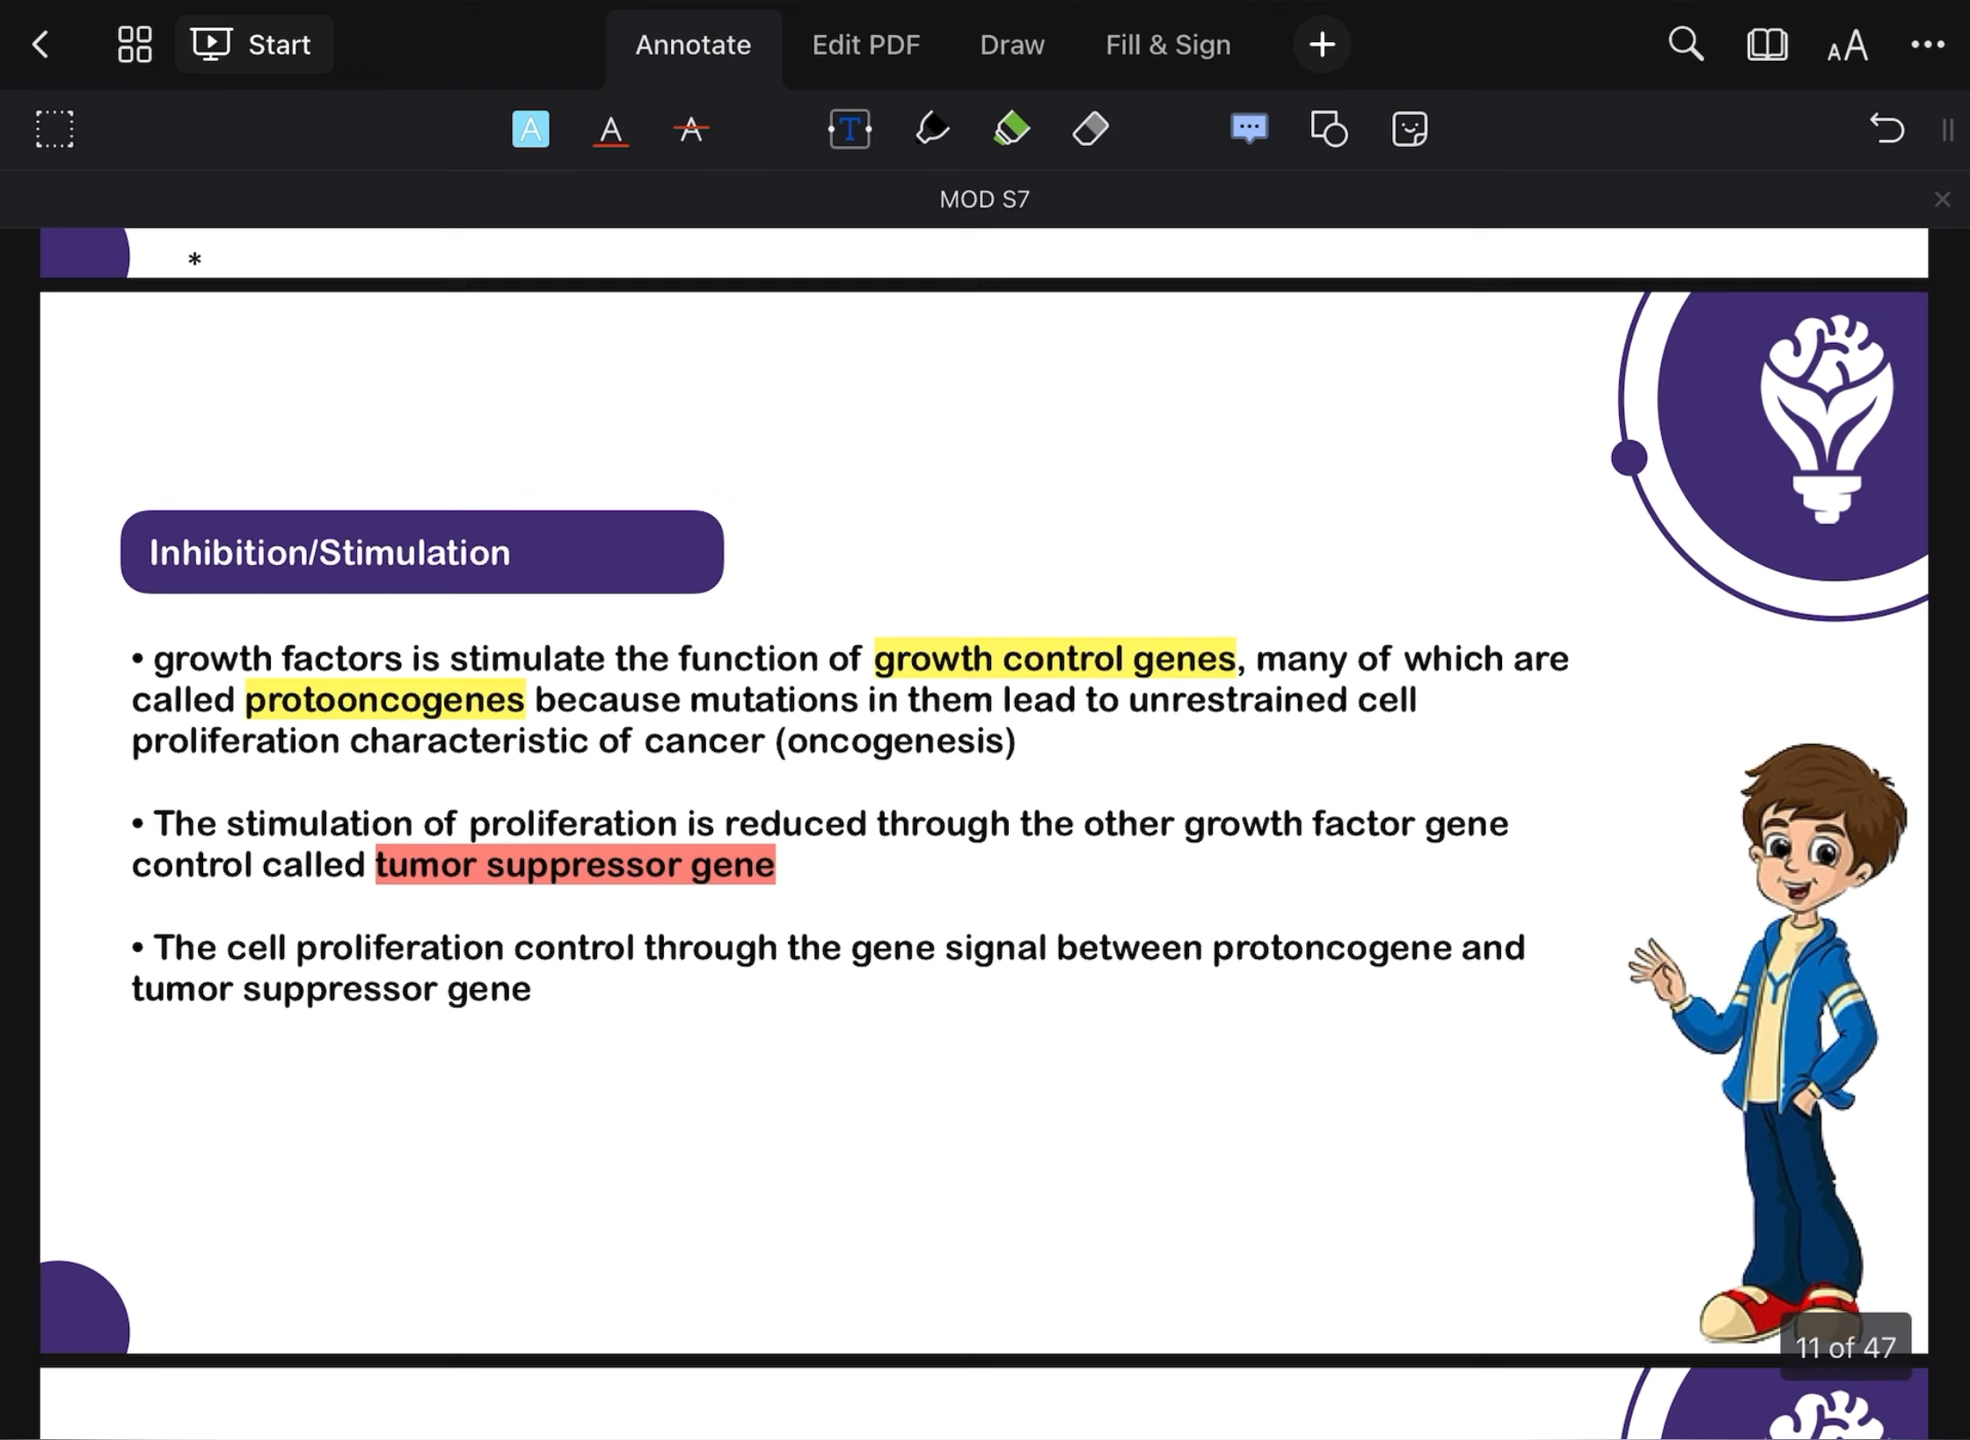 Start
Annotate
Edit PDF
Draw
Fill & Sign
AA
A
A
A
T
MOD S7
*
Inhibition/Stimulation
• growth factors is stimulate the function of growth control genes, many of which are
called protooncogenes because mutations in them lead to unrestrained cell
proliferation characteristic of cancer (oncogenesis)
• The stimulation of proliferation is reduced through the other growth factor gene
control called tumor suppressor gene
• The cell proliferation control through the gene signal between protoncogene and
tumor suppressor gene
11 of 47